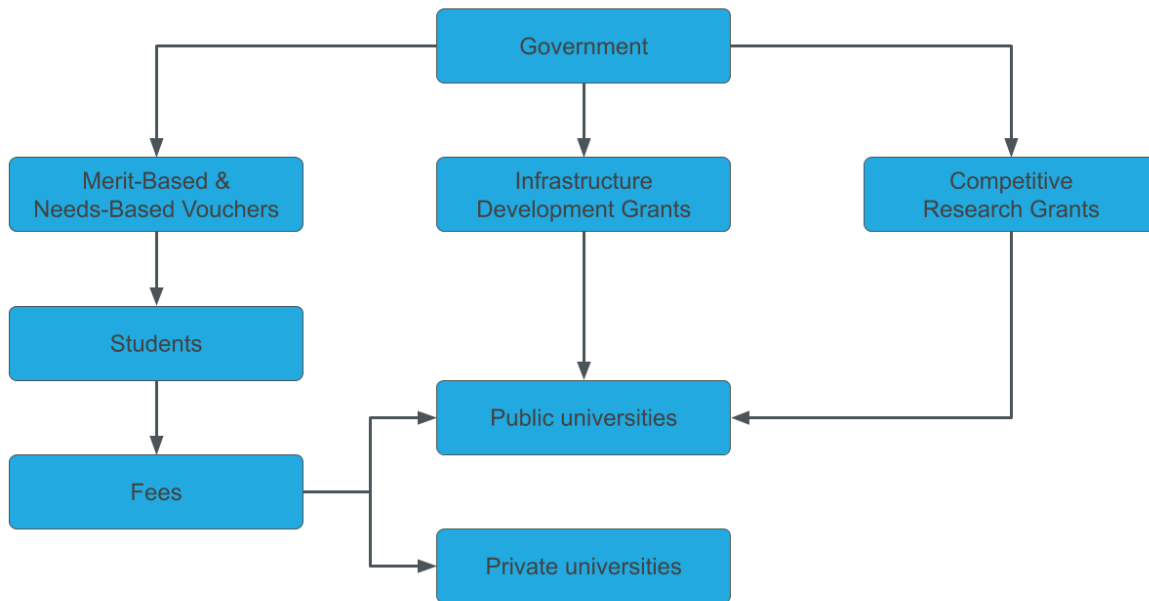 Government
Merit-Based &
Needs-Based Vouchers
Infrastructure
Development Grants
Competitive
Research Grants
Students
Public universities
Fees
Private universities